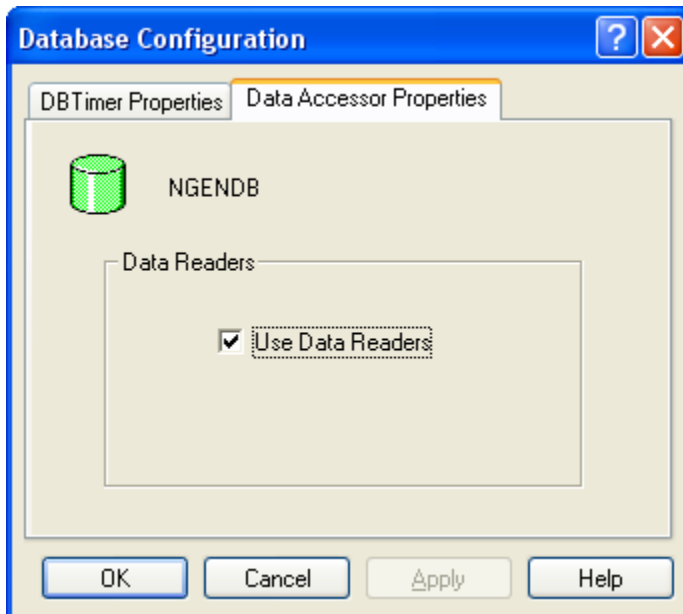 Database Configuration
DBTimer Properties
Data Accessor Properties
NGENDB
Data Readers
Use Data Readers
OK
Cancel
Apply
Help